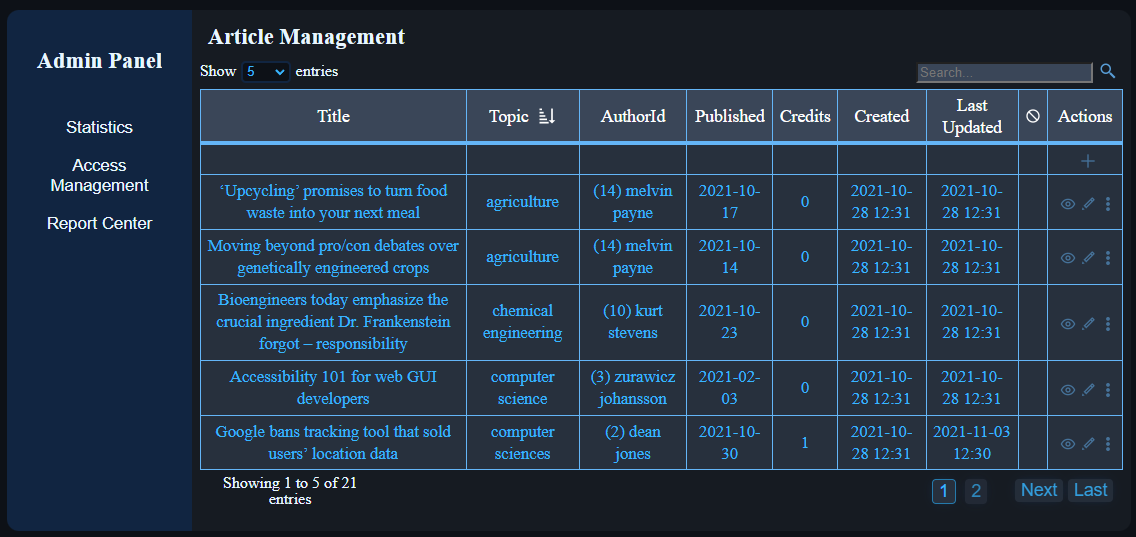 Admin Panel
Statistics
Access
Management
Report Center
Article Management
Show 5 entries
Search...
Title Topic AuthorId Published Credits Created Last Updated Actions
‘Upcycling’ promises to turn food waste into your next meal agriculture (14) melvin payne 2021-10-17 0 2021-10-28 12:31 2021-10-28 12:31
Moving beyond pro/con debates over genetically engineered crops agriculture (14) melvin payne 2021-10-14 0 2021-10-28 12:31 2021-10-28 12:31
Bioengineers today emphasize the crucial ingredient Dr. Frankenstein forgot – responsibility chemical engineering (10) kurt stevens 2021-10-23 0 2021-10-28 12:31 2021-10-28 12:31
Accessibility 101 for web GUI developers computer science (3) zurawicz johansson 2021-02-03 0 2021-10-28 12:31 2021-10-28 12:31
Google bans tracking tool that sold users’ location data computer sciences (2) dean jones 2021-10-30 1 2021-10-28 12:31 2021-11-03 12:30
Showing 1 to 5 of 21
entries
1 2 Next Last